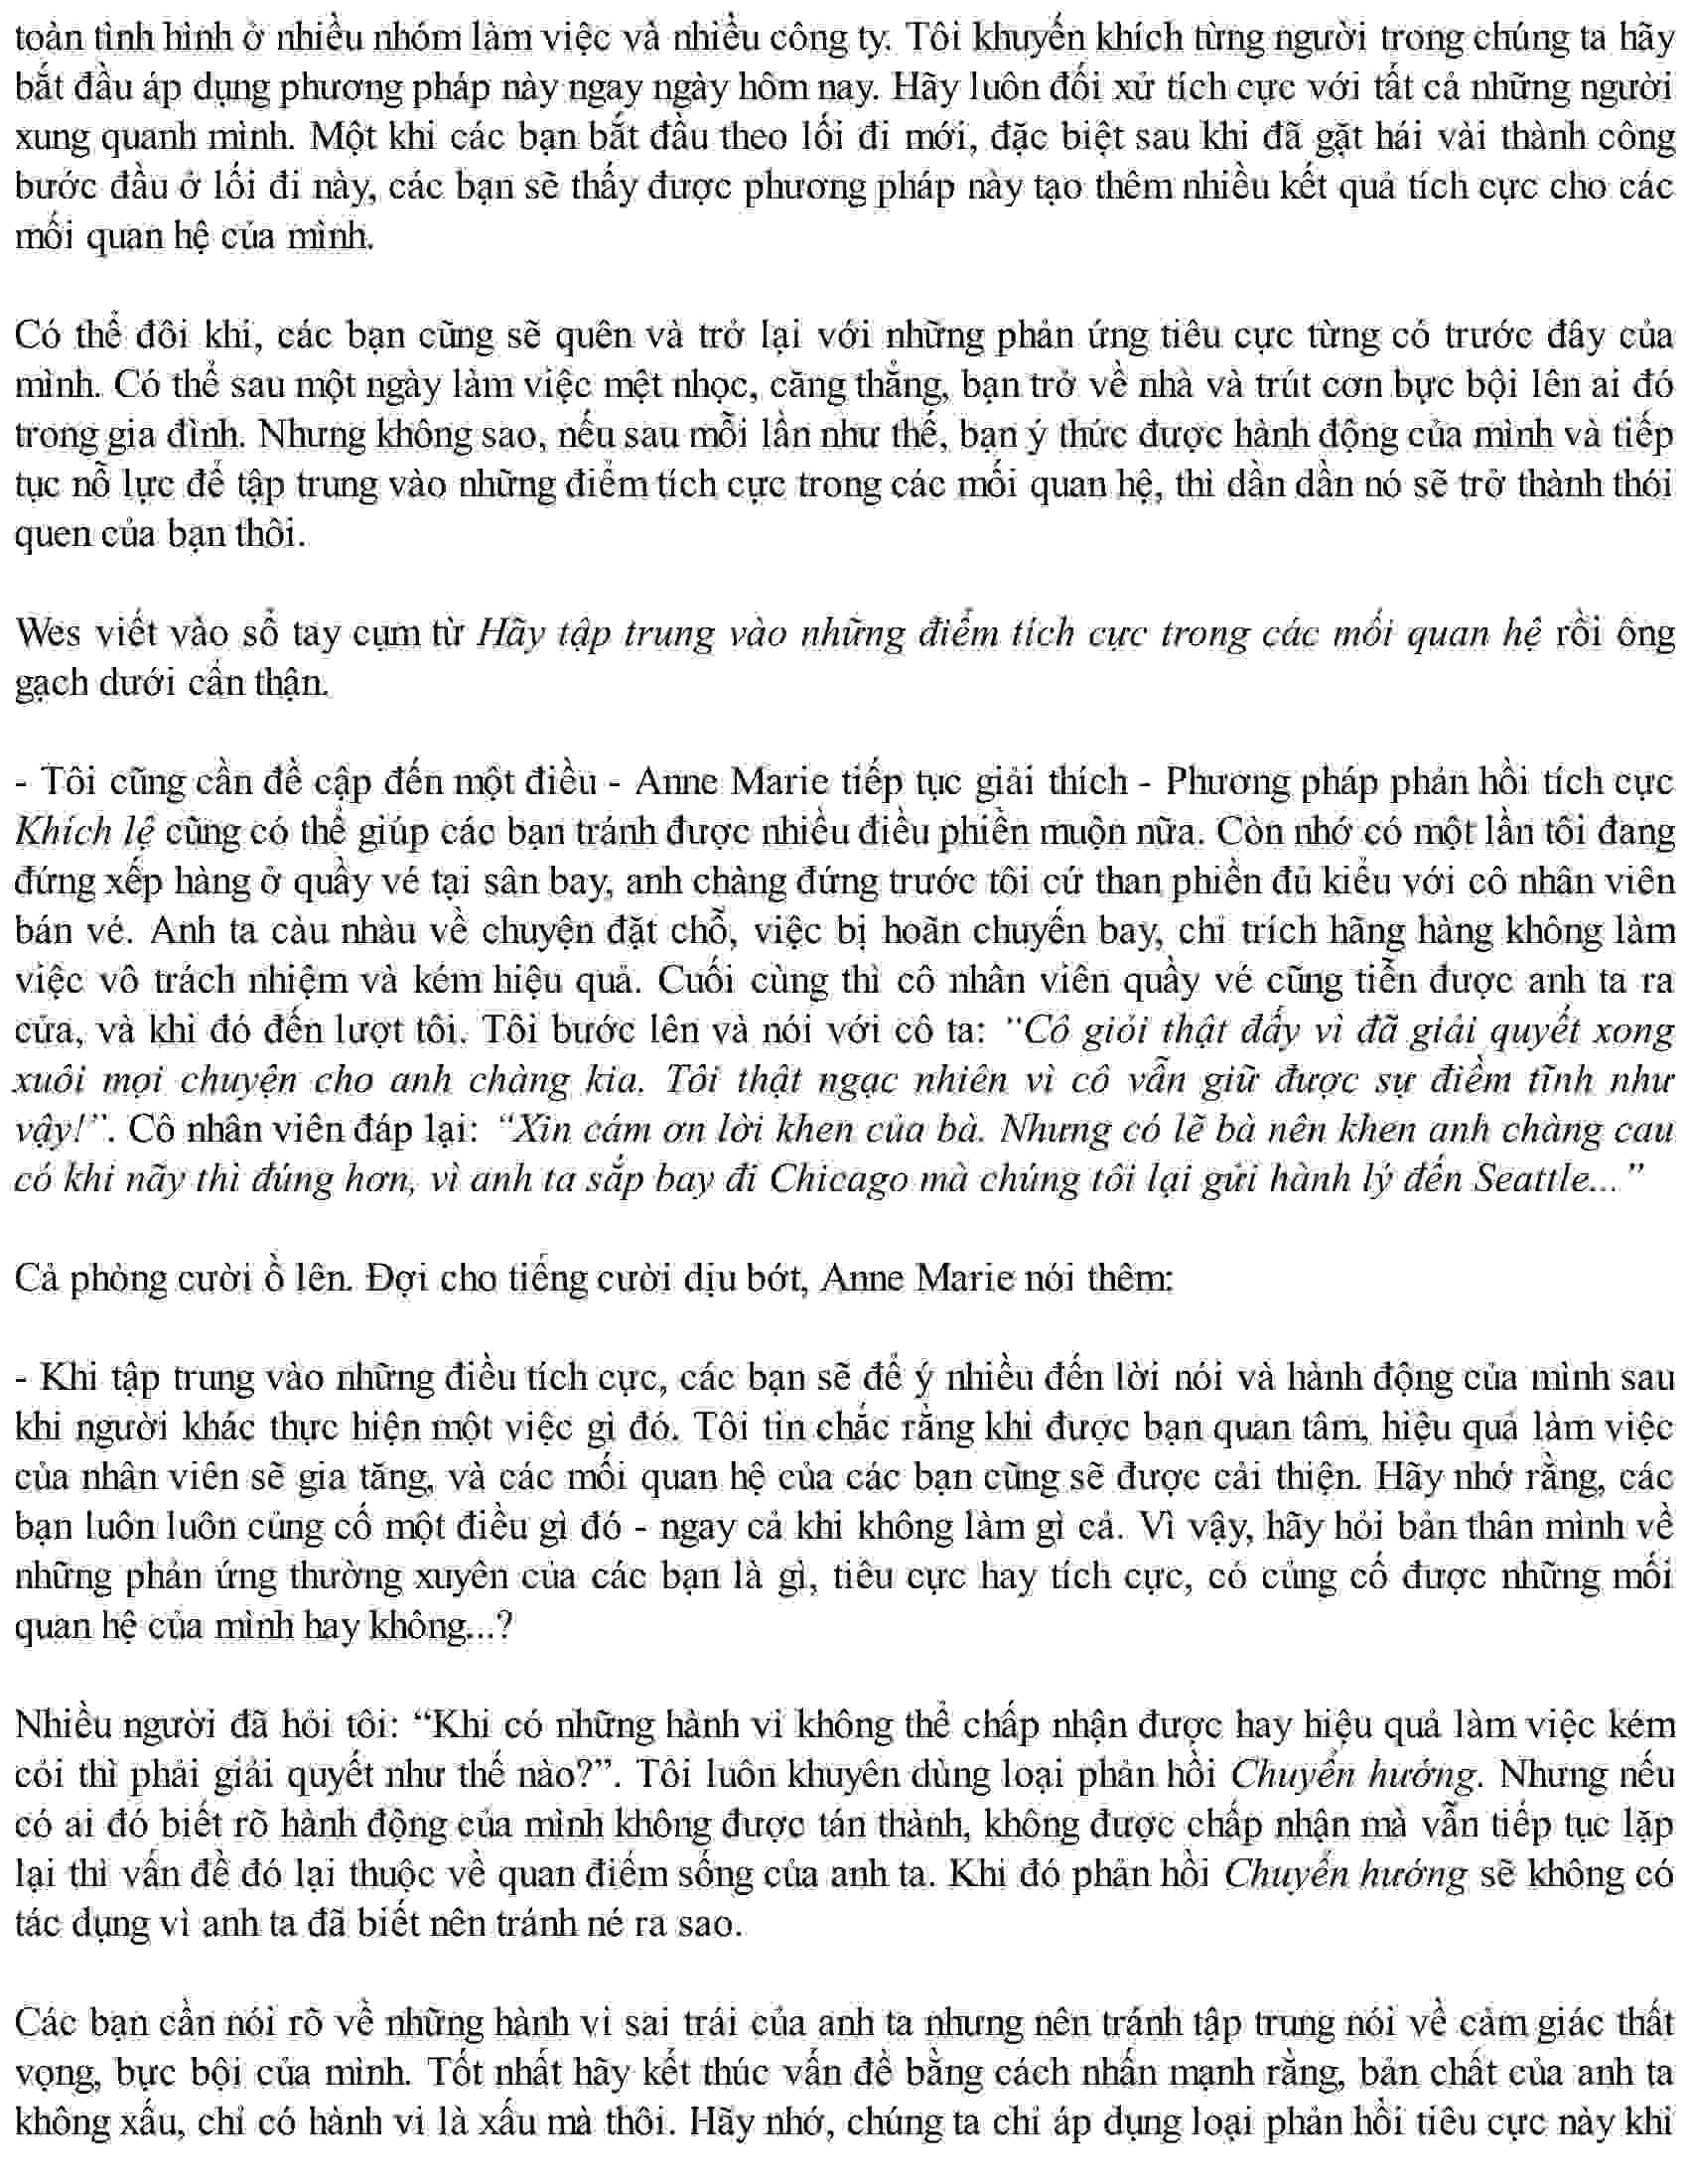 toàn tình hình ở nhiều nhóm làm việc và nhiều công ty. Tôi khuyến khích từng người trong chúng ta hãy
bắt đầu áp dụng phương pháp này ngay ngày hôm nay. Hãy luôn đối xử tích cực với tất cả những người
xung quanh mình. Một khi các bạn bắt đầu theo lối đi mới, đặc biệt sau khi đã gặt hái vài thành công
bước đầu ở lối đi này, các bạn sẽ thấy được phương pháp này tạo thêm nhiều kết quả tích cực cho các
mối quan hệ của mình.
Có thể đôi khi, các bạn cũng sẽ quên và trở lại với những phản ứng tiêu cực từng có trước đây của
mình. Có thể sau một ngày làm việc mệt nhọc, căng thẳng, bạn trở về nhà và trút cơn bực bội lên ai đó
trong gia đình. Nhưng không sao, nếu sau mỗi lần như thế, bạn ý thức được hành động của mình và tiếp
tục nỗ lực để tập trung vào những điểm tích cực trong các mối quan hệ, thì dần dần nó sẽ trở thành thói
quen của bạn thôi.
Wes viết vào sổ tay cụm từ Hãy tập trung vào những điểm tích cực trong các mối quan hệ rồi ông
gạch dưới cẩn thận.
- Tôi cũng cần đề cập đến một điều - Anne Marie tiếp tục giải thích - Phương pháp phản hồi tích cực
Khích lệ cũng có thể giúp các bạn tránh được nhiều điều phiền muộn nữa. Còn nhớ có một lần tôi đang
đứng xếp hàng ở quầy vé tại sân bay, anh chàng đứng trước tôi cứ than phiền đủ kiểu với cô nhân viên
bán vé. Anh ta càu nhàu về chuyện đặt chỗ, việc bị hoãn chuyến bay, chỉ trích hãng hàng không làm
việc vô trách nhiệm và kém hiệu quả. Cuối cùng thì cô nhân viên quầy vé cũng tiễn được anh ta ra
cửa, và khi đó đến lượt tôi. Tôi bước lên và nói với cô ta: “Cô giỏi thật đấy vì đã giải quyết xong
xuôi mọi chuyện cho anh chàng kia. Tôi thật ngạc nhiên vì cô vẫn giữ được sự điềm tĩnh như
vậy!”. Cô nhân viên đáp lại: “Xin cám ơn lời khen của bà. Nhưng có lẽ bà nên khen anh chàng cau
có khi nãy thì đúng hơn, vì anh ta sắp bay đi Chicago mà chúng tôi lại gửi hành lý đến Seattle...”
Cả phòng cười ồ lên. Đợi cho tiếng cười dịu bớt, Anne Marie nói thêm:
- Khi tập trung vào những điều tích cực, các bạn sẽ để ý nhiều đến lời nói và hành động của mình sau
khi người khác thực hiện một việc gì đó. Tôi tin chắc rằng khi được bạn quan tâm, hiệu quả làm việc
của nhân viên sẽ gia tăng, và các mối quan hệ của các bạn cũng sẽ được cải thiện. Hãy nhớ rằng, các
bạn luôn luôn củng cố một điều gì đó - ngay cả khi không làm gì cả. Vì vậy, hãy hỏi bản thân mình về
những phản ứng thường xuyên của các bạn là gì, tiêu cực hay tích cực, có củng cố được những mối
quan hệ của mình hay không...?
Nhiều người đã hỏi tôi: “Khi có những hành vi không thể chấp nhận được hay hiệu quả làm việc kém
cỏi thì phải giải quyết như thế nào?”. Tôi luôn khuyên dùng loại phản hồi Chuyển hướng. Nhưng nếu
có ai đó biết rõ hành động của mình không được tán thành, không được chấp nhận mà vẫn tiếp tục lặp
lại thì vấn đề đó lại thuộc về quan điểm sống của anh ta. Khi đó phản hồi Chuyển hướng sẽ không có
tác dụng vì anh ta đã biết nên tránh né ra sao.
Các bạn cần nói rõ về những hành vi sai trái của anh ta nhưng nên tránh tập trung nói về cảm giác thất
vọng, bực bội của mình. Tốt nhất hãy kết thúc vấn đề bằng cách nhấn mạnh rằng, bản chất của anh ta
không xấu, chỉ có hành vi là xấu mà thôi. Hãy nhớ, chúng ta chỉ áp dụng loại phản hồi tiêu cực này khi